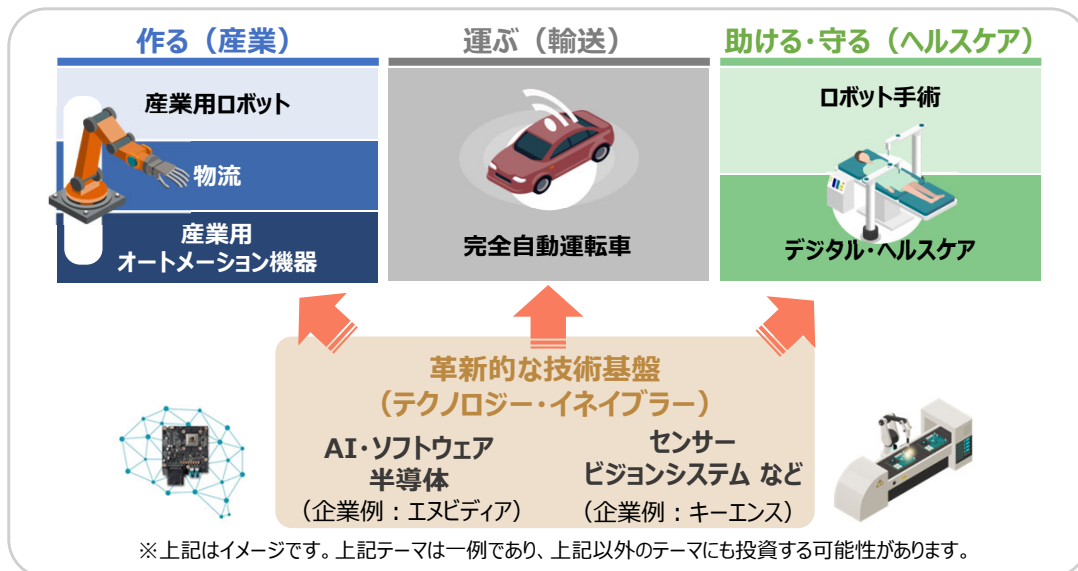 作る（産業）
産業用ロボット
物流
産業用
オートメーション機器
運ぶ（輸送）
完全自動運転車
助ける・守る（ヘルスケア）
ロボット手術
デジタル・ヘルスケア
革新的な技術基盤
（テクノロジー・イネイブラー）
AI・ソフトウェア
半導体
（企業例：エヌビディア）
センサー
ビジョンシステム など
（企業例：キーエンス）
※上記はイメージです。上記テーマは一例であり、上記以外のテーマにも投資する可能性があります。